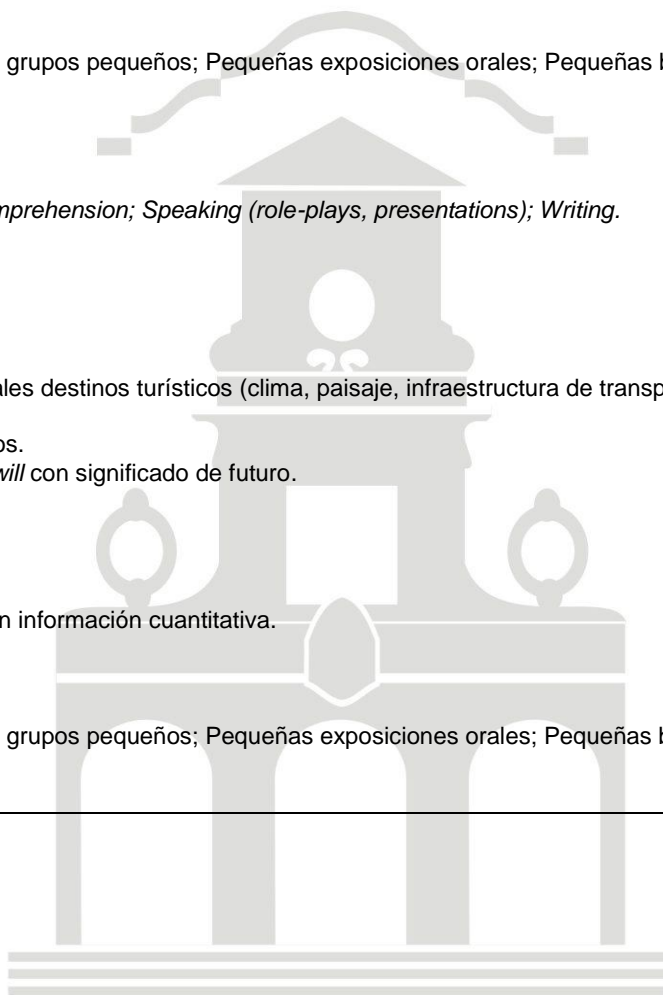 grupos pequeños; Pequeñas exposiciones orales; Pequeñas
mprehension; Speaking (role-plays, presentations); Writing.
ales destinos turísticos (clima, paisaje, infraestructura de transp
os.
will con significado de futuro.
n información cuantitativa.
grupos pequeños; Pequeñas exposiciones orales; Pequeñas